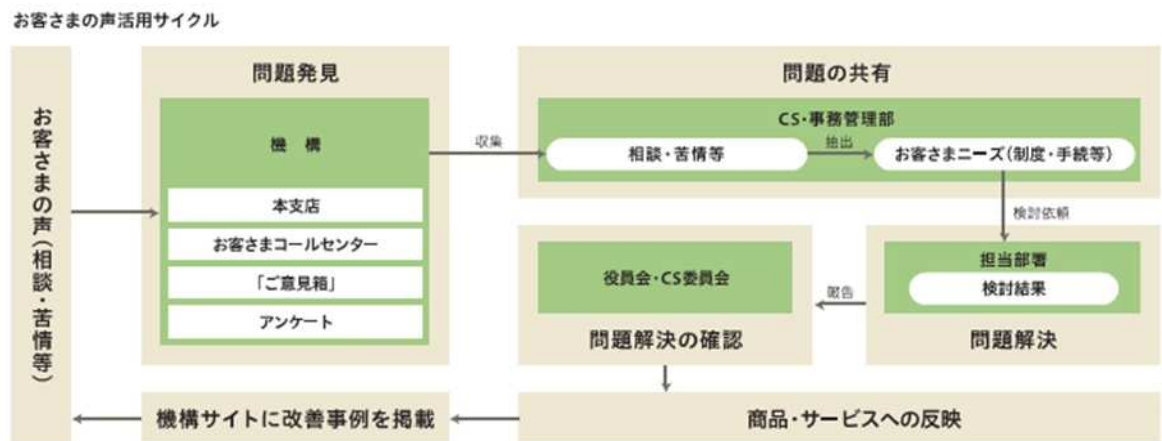 お客さまの声活用サイクル
お客さまの声(相談・苦情等)
問題発見
機 構
本支店
お客さまコールセンター
「ご意見箱」
アンケート
収集
問題の共有
CS・事務管理部
相談・苦情等
抽出
お客さまニーズ(制度・手続等)
検討依頼
担当部署
検討結果
問題解決
報告
役員会・CS委員会
問題解決の確認
商品・サービスへの反映
機構サイトに改善事例を掲載